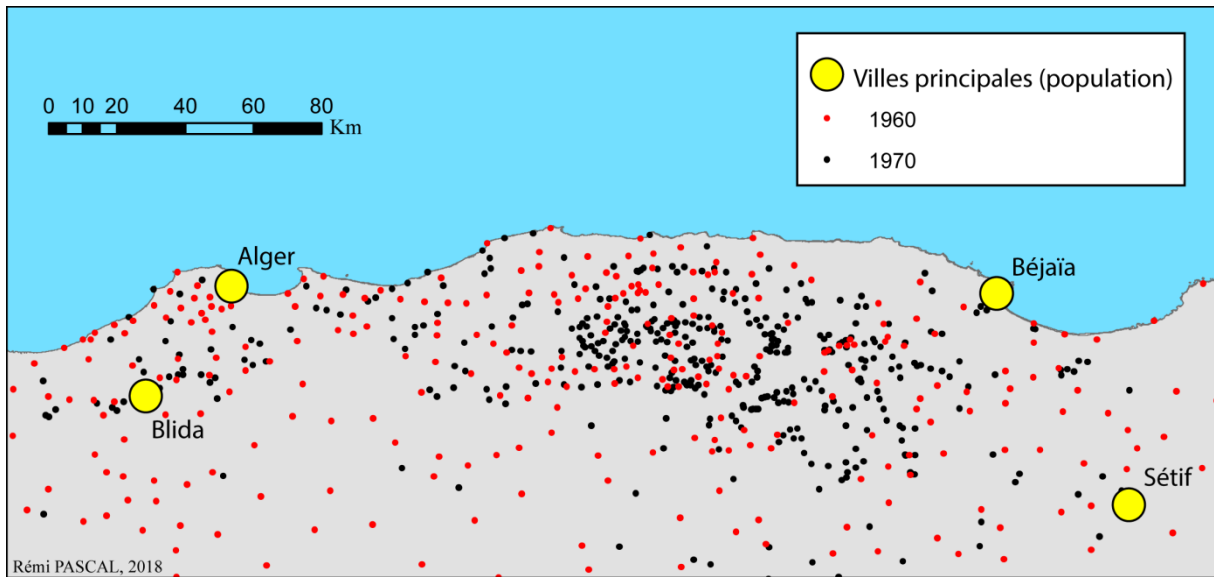 Villes principales (population)
1960
1970
0 10 20 40 60 80
Km
Alger
Béjaïa
Blida
Sétif
Rémi PASCAL, 2018